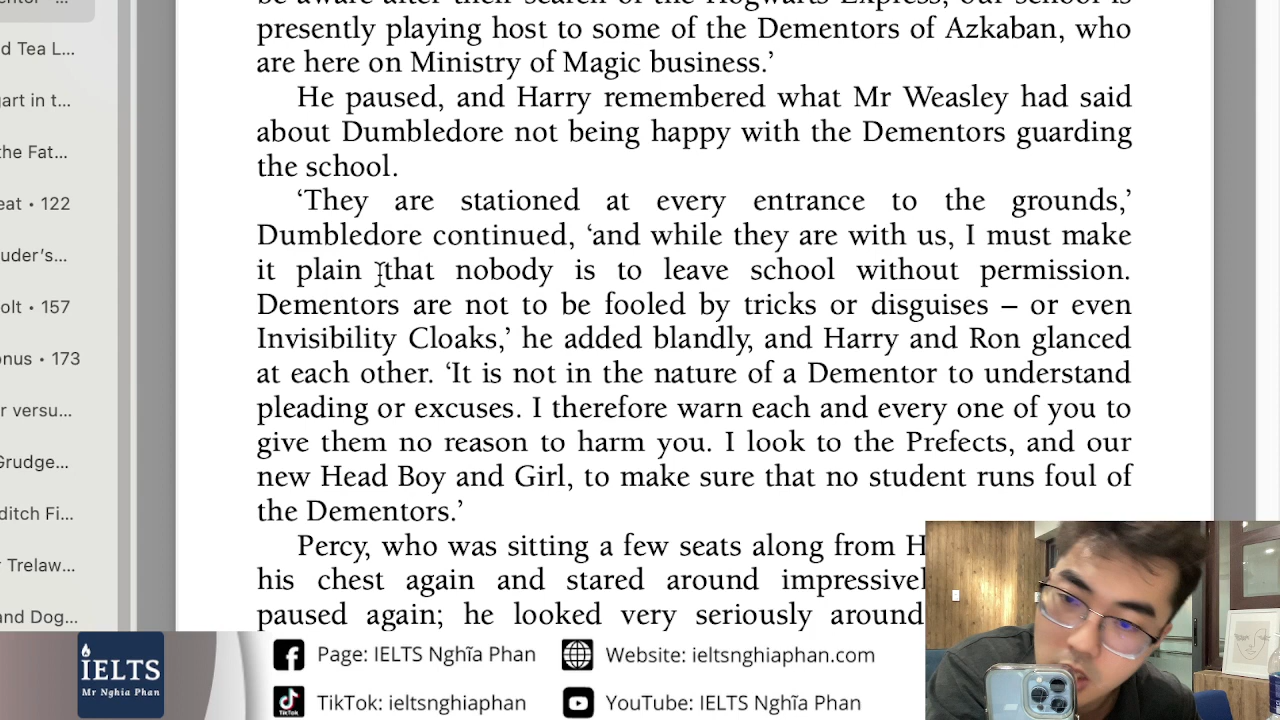 be aware after their search of the Hogwarts Express, our school is
presently playing host to some of the Dementors of Azkaban, who
are here on Ministry of Magic business.’
He paused, and Harry remembered what Mr Weasley had said
about Dumbledore not being happy with the Dementors guarding
the school.
‘They are stationed at every entrance to the grounds,’
Dumbledore continued, ‘and while they are with us, I must make
it plain that nobody is to leave school without permission.
Dementors are not to be fooled by tricks or disguises – or even
Invisibility Cloaks,’ he added blandly, and Harry and Ron glanced
at each other. ‘It is not in the nature of a Dementor to understand
pleading or excuses. I therefore warn each and every one of you to
give them no reason to harm you. I look to the Prefects, and our
new Head Boy and Girl, to make sure that no student runs foul of
the Dementors.’
Percy, who was sitting a few seats along from H
his chest again and stared around impressivel
paused again; he looked very seriously around
d Tea L...
art in t...
the Fat...
eat • 122
uder’s...
olt • 157
onus • 173
r versu...
Grudge...
ditch Fi...
r Trelaw...
and Dog...
IELTS
Mr Nghia Phan
Page: IELTS Nghĩa Phan
Website: ieltsnghiaphan.com
TikTok
TikTok: ieltsnghiaphan
YouTube: IELTS Nghĩa Phan